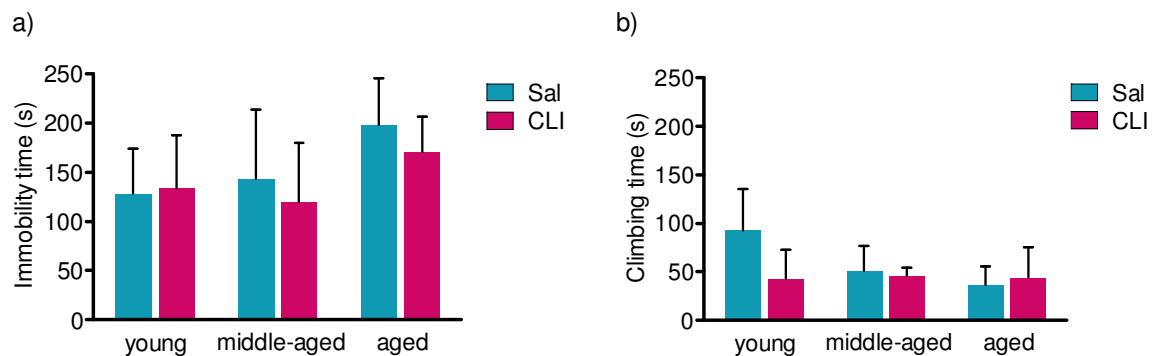 a)
Immobility time (s)
250
200
150
100
50
0
young middle-aged aged
Sal
CLI
b)
Climbing time (s)
250
200
150
100
50
0
young middle-aged aged
Sal
CLI